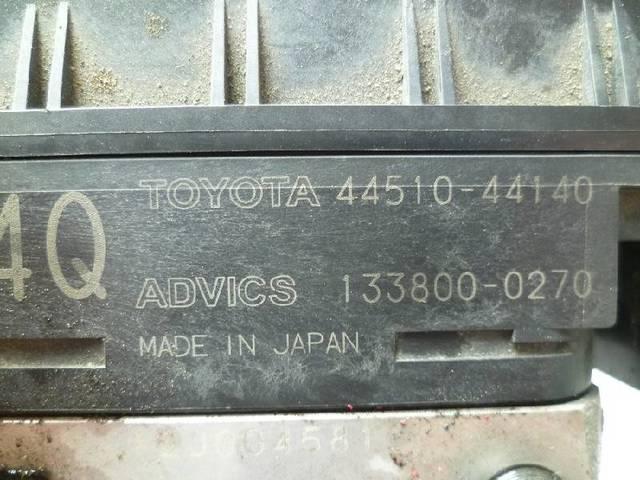 4Q
TOYOTA 44510-44140
ADVICS 133800-0270
MADE IN JAPAN